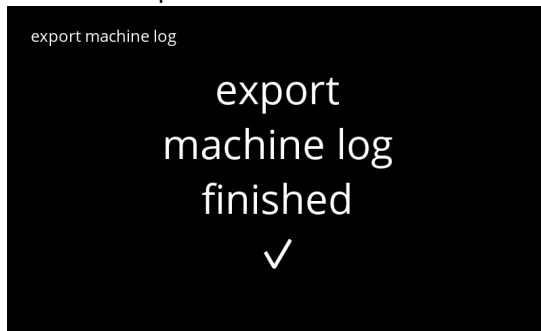 export machine log
export
machine log
finished
✓